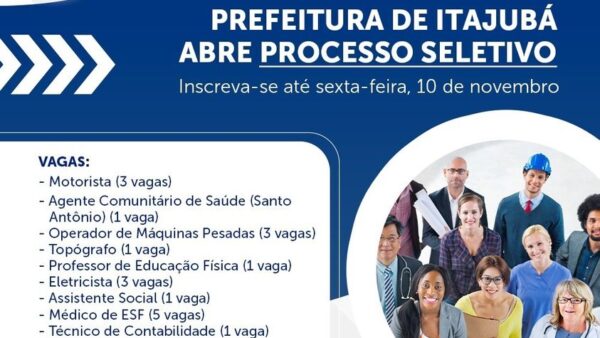 PREFEITURA DE ITAJUBÁ
ABRE PROCESSO SELETIVO
Inscreva-se até sexta-feira, 10 de novembro
VAGAS:
- Motorista (3 vagas)
- Agente Comunitário de Saúde (Santo
Antônio) (1 vaga)
- Operador de Máquinas Pesadas (3 vagas)
- Topógrafo (1 vaga)
- Professor de Educação Física (1 vaga)
- Eletricista (3 vagas)
- Assistente Social (1 vaga)
- Médico de ESF (5 vagas)
- Técnico de Contabilidade (1 vaga)